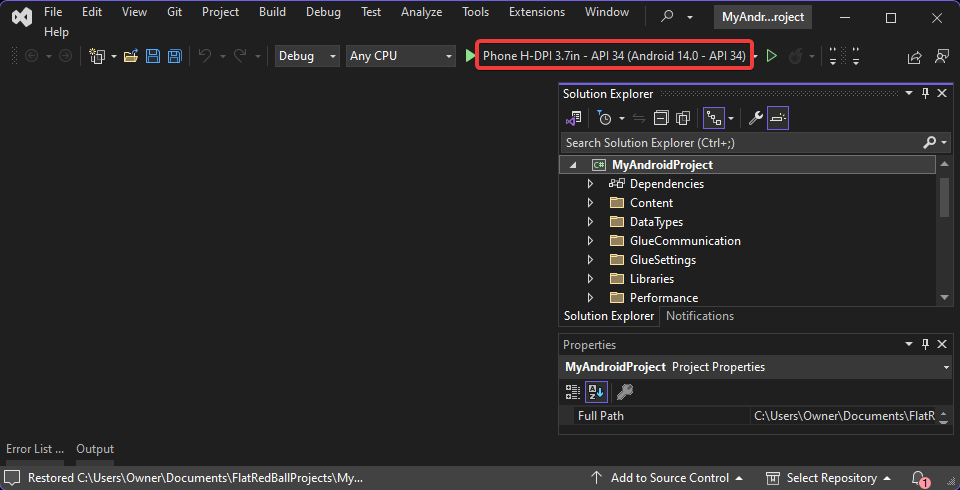 File Edit View Git Project Build Debug Test Analyze Tools Extensions Window MyAndr...roject
Help
Debug Any CPU Phone H-DPI 3.7in - API 34 (Android 14.0 - API 34)
Solution Explorer
Search Solution Explorer (Ctrl+;)
C# MyAndroidProject
Dependencies
Content
DataTypes
GlueCommunication
GlueSettings
Libraries
Performance
Solution Explorer Notifications
Properties
MyAndroidProject Project Properties
A Z
Full Path C:\Users\Owner\Documents\FlatR
Error List ... Output
Restored C:\Users\Owner\Documents\FlatRedBallProjects\My... Add to Source Control Select Repository 1